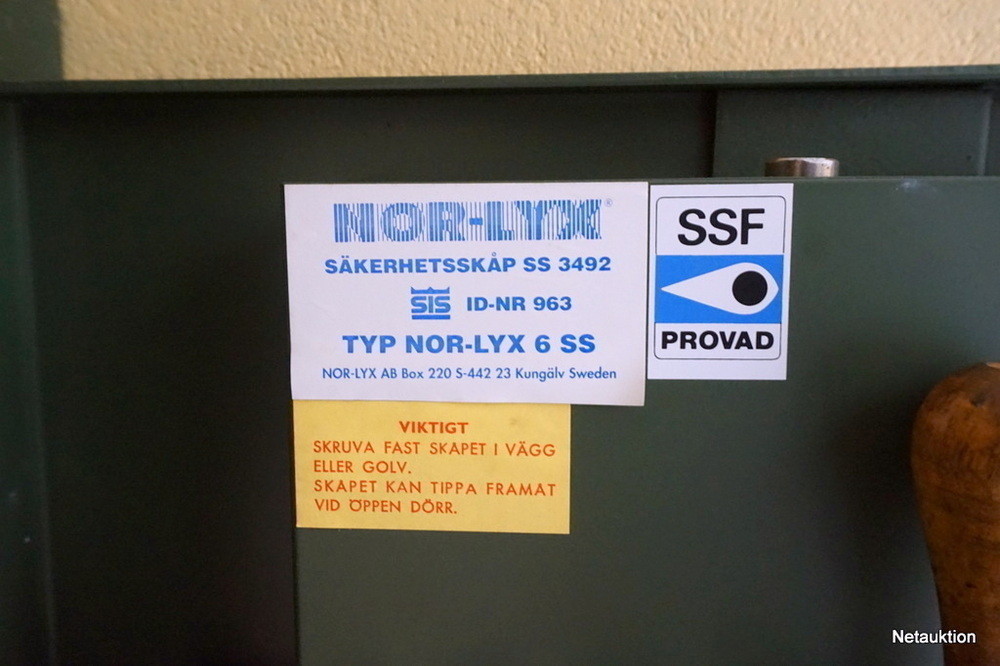 NOR-LYX®
SÄKERHETSSKÅP SS 3492
SIS ID-NR 963
TYP NOR-LYX 6 SS
NOR-LYX AB Box 220 S-442 23 Kungälv Sweden
SSF
PROVAD
VIKTIGT
SKRUVA FAST SKAPET I VÄGG
ELLER GOLV.
SKAPET KAN TIPPA FRAMAT
VID ÖPPEN DÖRR.
Netauktion